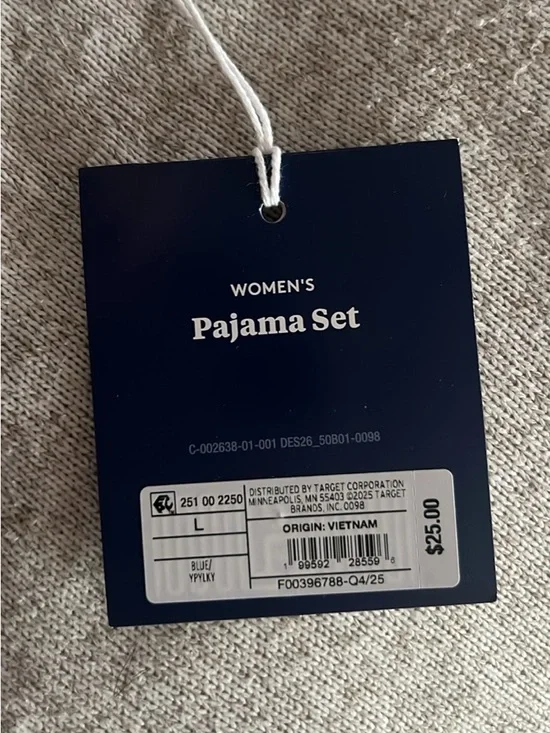 WOMEN'S
Pajama Set
C-002638-01-001 DES26_50B01-0098
251 00 2250
L
BLUE/
YPYLKY
DISTRIBUTED BY TARGET CORPORATION
MINNEAPOLIS, MN 55403 ©2025 TARGET
BRANDS, INC. 0098
ORIGIN: VIETNAM
1 99592 28559 6
F00396788-Q4/25
$25.00